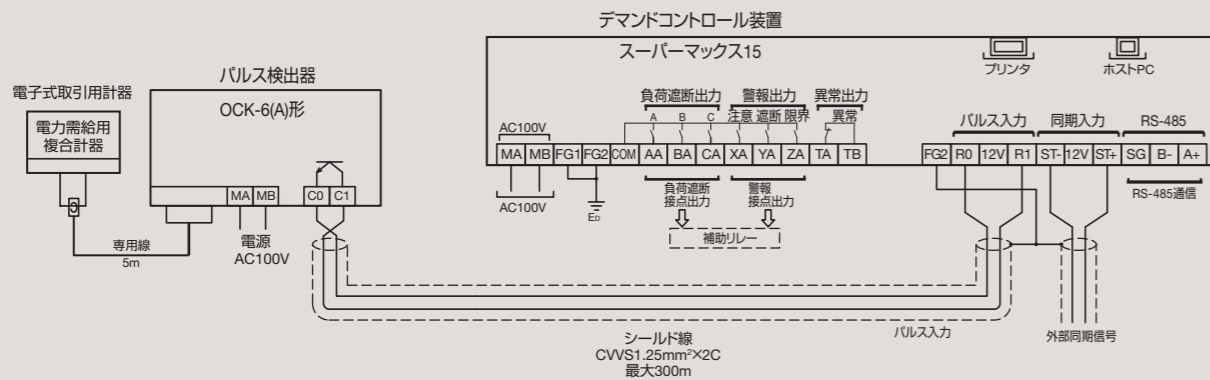 デマンドコントロール装置
スーパーマックス15
プリンタ
ホストPC
パルス検出器
OCK-6(A)形
電子式取引用計器
電力需給用
複合計器
MA MB
C0 C1
電源
AC100V
専用線
5m
負荷遮断出力
警報出力
異常出力
A B C
注意 遮断 限界
異常
パルス入力
同期入力
RS-485
AC100V
MA MB FG1 FG2 COM AA BA CA XA YA ZA TA TB
FG2 R0 12V R1 ST- 12V ST+ SG B- A+
AC100V
ED
負荷遮断
接点出力
警報
接点出力
補助リレー
RS-485通信
シールド線
CVVS1.25mm²×2C
最大300m
パルス入力
外部同期信号